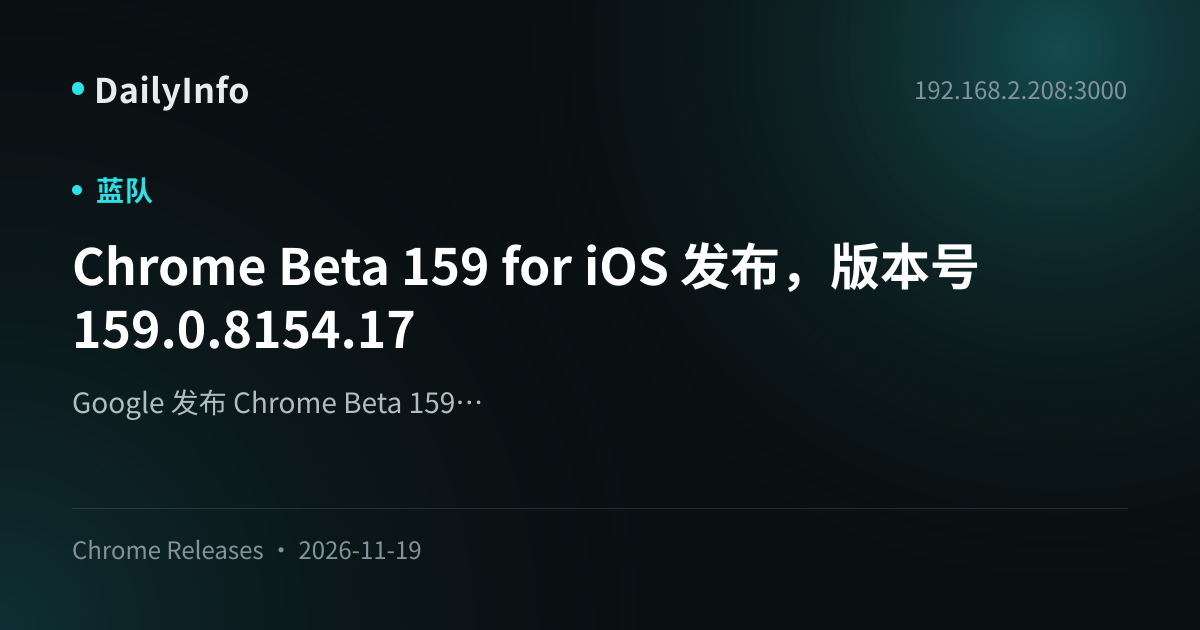 DailyInfo
192.168.2.208:3000
蓝队
Chrome Beta 159 for iOS 发布，版本号
159.0.8154.17
Google 发布 Chrome Beta 159…
Chrome Releases • 2026-11-19